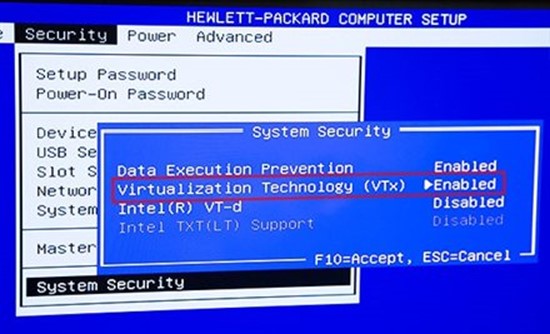 HEWLETT-PACKARD COMPUTER SETUP
e Security Power Advanced
Setup Password
Power-On Password
Device
USB Se
Slot S
Networ
System
Master
System Security
System Security
Data Execution Prevention Enabled
Virtualization Technology (VTx) ▶Enabled
Intel(R) VT-d Disabled
Intel TXT(LT) Support Disabled
F10=Accept, ESC=Cancel